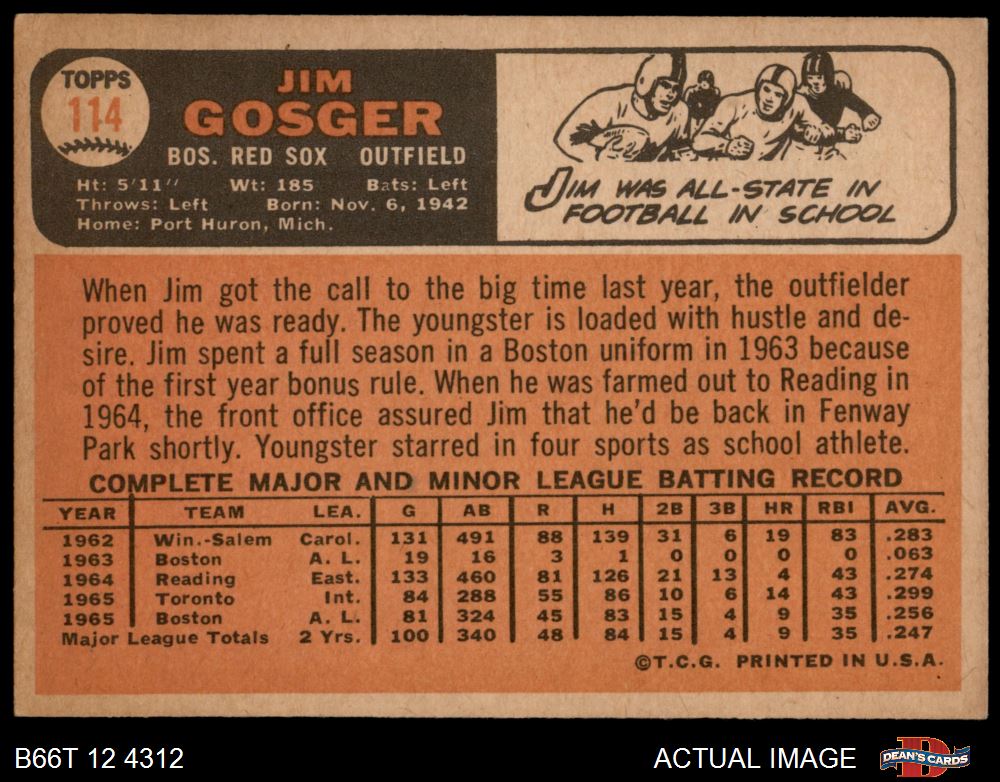 TOPPS
114
JIM
GOSGER
BOS. RED SOX OUTFIELD
Ht: 5'11" Wt: 185 Bats: Left
Throws: Left Born: Nov. 6, 1942
Home: Port Huron, Mich.
JIM WAS ALL-STATE IN
FOOTBALL IN SCHOOL
When Jim got the call to the big time last year, the outfielder
proved he was ready. The youngster is loaded with hustle and de-
sire. Jim spent a full season in a Boston uniform in 1963 because
of the first year bonus rule. When he was farmed out to Reading in
1964, the front office assured Jim that he'd be back in Fenway
Park shortly. Youngster starred in four sports as school athlete.
COMPLETE MAJOR AND MINOR LEAGUE BATTING RECORD
YEAR TEAM LEA. G AB R H 2B 3B HR RBI AVG.
1962 Win.-Salem Carol. 131 491 88 139 31 6 19 83 .283
1963 Boston A. L. 19 16 3 1 0 0 0 0 .063
1964 Reading East. 133 460 81 126 21 13 4 43 .274
1965 Toronto Int. 84 288 55 86 10 6 14 43 .299
1965 Boston A. L. 81 324 45 83 15 4 9 35 .256
Major League Totals 2 Yrs. 100 340 48 84 15 4 9 35 .247
©T.C.G. PRINTED IN U.S.A.
B66T 12 4312
ACTUAL IMAGE
DEAN'S CARDS